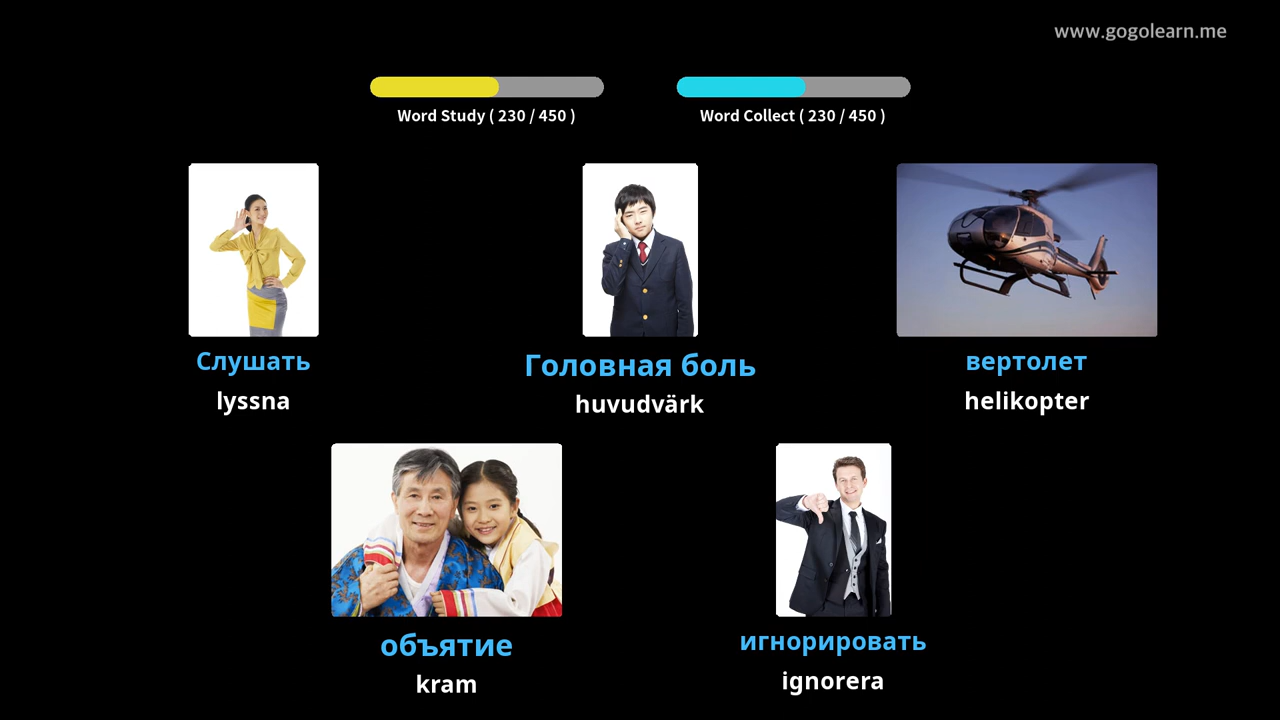 www.gogolearn.me
Word Study ( 230 / 450 )
Word Collect ( 230 / 450 )
Слушать
lyssna
Головная боль
huvudvärk
вертолет
helikopter
объятие
kram
игнорировать
ignorera